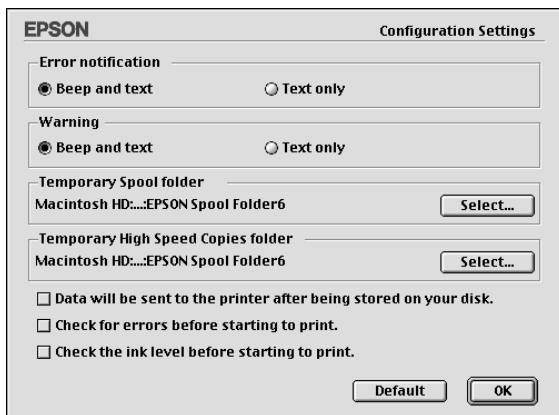 EPSON
Configuration Settings
Error notification
Beep and text
Text only
Warning
Beep and text
Text only
Temporary Spool folder
Macintosh HD:...:EPSON Spool Folder6
Select...
Temporary High Speed Copies folder
Macintosh HD:...:EPSON Spool Folder6
Select...
Data will be sent to the printer after being stored on your disk.
Check for errors before starting to print.
Check the ink level before starting to print.
Default
OK